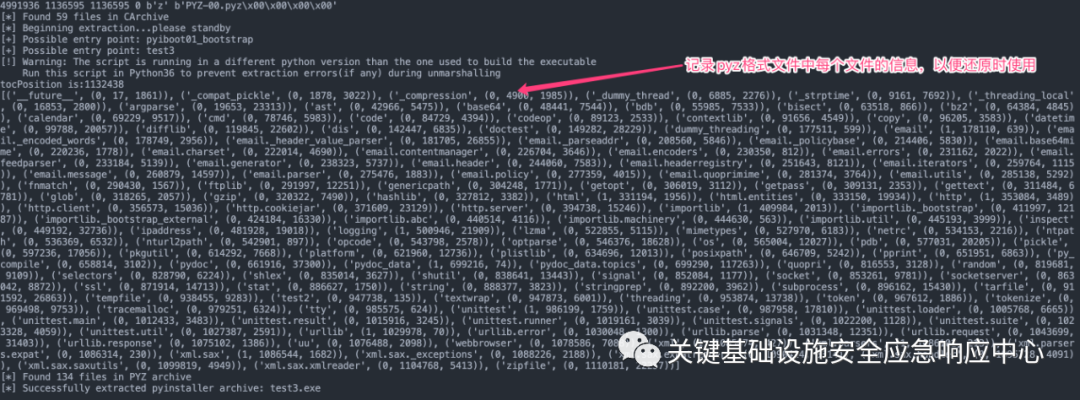 4991936 1136595 1136595 0 b'z' b'PYZ-00.pyz\x00\x00\x00\x00'
[*] Found 59 files in CArchive
[*] Beginning extraction...please standby
[+] Possible entry point: pyiboot01_bootstrap
[+] Possible entry point: test3
[!] Warning: The script is running in a different python version than the one used to build the executable
Run this script in Python36 to prevent extraction errors(if any) during unmarshalling
记录pyz格式文件中每个文件的信息，以便还原时使用
tocPosition is:1132438
[('__future__', (0, 17, 1861)), ('_compat_pickle', (0, 1878, 3022)), ('_compression', (0, 4900, 1985)), ('_dummy_thread', (0, 6885, 2276)), ('_strptime', (0, 9161, 7692)), ('_threading_local'
, (0, 16853, 2800)), ('argparse', (0, 19653, 23313)), ('ast', (0, 42966, 5475)), ('base64', (0, 48441, 7544)), ('bdb', (0, 55985, 7533)), ('bisect', (0, 63518, 866)), ('bz2', (0, 64384, 4845)
), ('calendar', (0, 69229, 9517)), ('cmd', (0, 78746, 5983)), ('code', (0, 84729, 4394)), ('codeop', (0, 89123, 2533)), ('contextlib', (0, 91656, 4549)), ('copy', (0, 96205, 3583)), ('datetim
e', (0, 99788, 20057)), ('difflib', (0, 119845, 22602)), ('dis', (0, 142447, 6835)), ('doctest', (0, 149282, 28229)), ('dummy_threading', (0, 177511, 599)), ('email', (1, 178110, 639)), ('ema
il._encoded_words', (0, 178749, 2956)), ('email._header_value_parser', (0, 181705, 26855)), ('email._parseaddr', (0, 208560, 5846)), ('email._policybase', (0, 214406, 5830)), ('email.base64mi
me', (0, 220236, 1778)), ('email.charset', (0, 222014, 4690)), ('email.contentmanager', (0, 226704, 3646)), ('email.encoders', (0, 230350, 812)), ('email.errors', (0, 231162, 2022)), ('email.
feedparser', (0, 233184, 5139)), ('email.generator', (0, 238323, 5737)), ('email.header', (0, 244060, 7583)), ('email.headerregistry', (0, 251643, 8121)), ('email.iterators', (0, 259764, 1115
)), ('email.message', (0, 260879, 14597)), ('email.parser', (0, 275476, 1883)), ('email.policy', (0, 277359, 4015)), ('email.quoprimime', (0, 281374, 3764)), ('email.utils', (0, 285138, 5292)
), ('fnmatch', (0, 290430, 1567)), ('ftplib', (0, 291997, 12251)), ('genericpath', (0, 304248, 1771)), ('getopt', (0, 306019, 3112)), ('getpass', (0, 309131, 2353)), ('gettext', (0, 311484, 6
781)), ('glob', (0, 318265, 2057)), ('gzip', (0, 320322, 7490)), ('hashlib', (0, 327812, 3382)), ('html', (1, 331194, 1956)), ('html.entities', (0, 333150, 19934)), ('http', (1, 353084, 3489)
), ('http.client', (0, 356573, 15036)), ('http.cookiejar', (0, 371609, 23129)), ('http.server', (0, 394738, 15246)), ('importlib', (1, 409984, 2013)), ('importlib._bootstrap', (0, 411997, 121
87)), ('importlib._bootstrap_external', (0, 424184, 16330)), ('importlib.abc', (0, 440514, 4116)), ('importlib.machinery', (0, 444630, 563)), ('importlib.util', (0, 445193, 3999)), ('inspect'
, (0, 449192, 32736)), ('ipaddress', (0, 481928, 19018)), ('logging', (1, 500946, 21909)), ('lzma', (0, 522855, 5115)), ('mimetypes', (0, 527970, 6183)), ('netrc', (0, 534153, 2216)), ('ntpat
h', (0, 536369, 6532)), ('nturl2path', (0, 542901, 897)), ('opcode', (0, 543798, 2578)), ('optparse', (0, 546376, 18628)), ('os', (0, 565004, 12027)), ('pdb', (0, 577031, 20205)), ('pickle',
(0, 597236, 17056)), ('pkgutil', (0, 614292, 7668)), ('platform', (0, 621960, 12736)), ('plistlib', (0, 634696, 12013)), ('posixpath', (0, 646709, 5242)), ('pprint', (0, 651951, 6863)), ('py_
compile', (0, 658814, 3102)), ('pydoc', (0, 661916, 37300)), ('pydoc_data', (1, 699216, 74)), ('pydoc_data.topics', (0, 699290, 117263)), ('quopri', (0, 816553, 3128)), ('random', (0, 819681,
9109)), ('selectors', (0, 828790, 6224)), ('shlex', (0, 835014, 3627)), ('shutil', (0, 838641, 13443)), ('signal', (0, 852084, 1177)), ('socket', (0, 853261, 9781)), ('socketserver', (0, 863
042, 8872)), ('ssl', (0, 871914, 14713)), ('stat', (0, 886627, 1750)), ('string', (0, 888377, 3823)), ('stringprep', (0, 892200, 3962)), ('subprocess', (0, 896162, 15430)), ('tarfile', (0, 91
1592, 26863)), ('tempfile', (0, 938455, 9283)), ('test2', (0, 947738, 135)), ('textwrap', (0, 947873, 6001)), ('threading', (0, 953874, 13738)), ('token', (0, 967612, 1886)), ('tokenize', (0,
969498, 9753)), ('tracemalloc', (0, 979251, 6324)), ('tty', (0, 985575, 624)), ('unittest', (1, 986199, 1759)), ('unittest.case', (0, 987958, 17810)), ('unittest.loader', (0, 1005768, 6665)),
('unittest.main', (0, 1012433, 3483)), ('unittest.result', (0, 1015916, 3245)), ('unittest.runner', (0, 1019161, 3039)), ('unittest.signals', (0, 1022200, 1128)), ('unittest.suite', (0, 102
3328, 4059)), ('unittest.util', (0, 1027387, 2591)), ('urllib', (1, 1029978, 70)), ('urllib.error', (0, 1030048, 1300)), ('urllib.parse', (0, 1031348, 12351)), ('urllib.request', (0, 1043699,
31403)), ('urllib.response', (0, 1075102, 1386)), ('uu', (0, 1076488, 2098)), ('webbrowser', (0, 1078586,
s.expat', (0, 1086314, 230)), ('xml.sax', (1, 1086544, 1682)), ('xml.sax._exceptions', (0, 1088226, 2188)),
('xml.sax.saxutils', (0, 1099819, 4949)), ('xml.sax.xmlreader', (0, 1104768, 5413)), ('zipfile', (0, 1110181,
关键基础设施安全应急响应中心
[*] Found 134 files in PYZ archive
[*] Successfully extracted pyinstaller archive: test3.exe